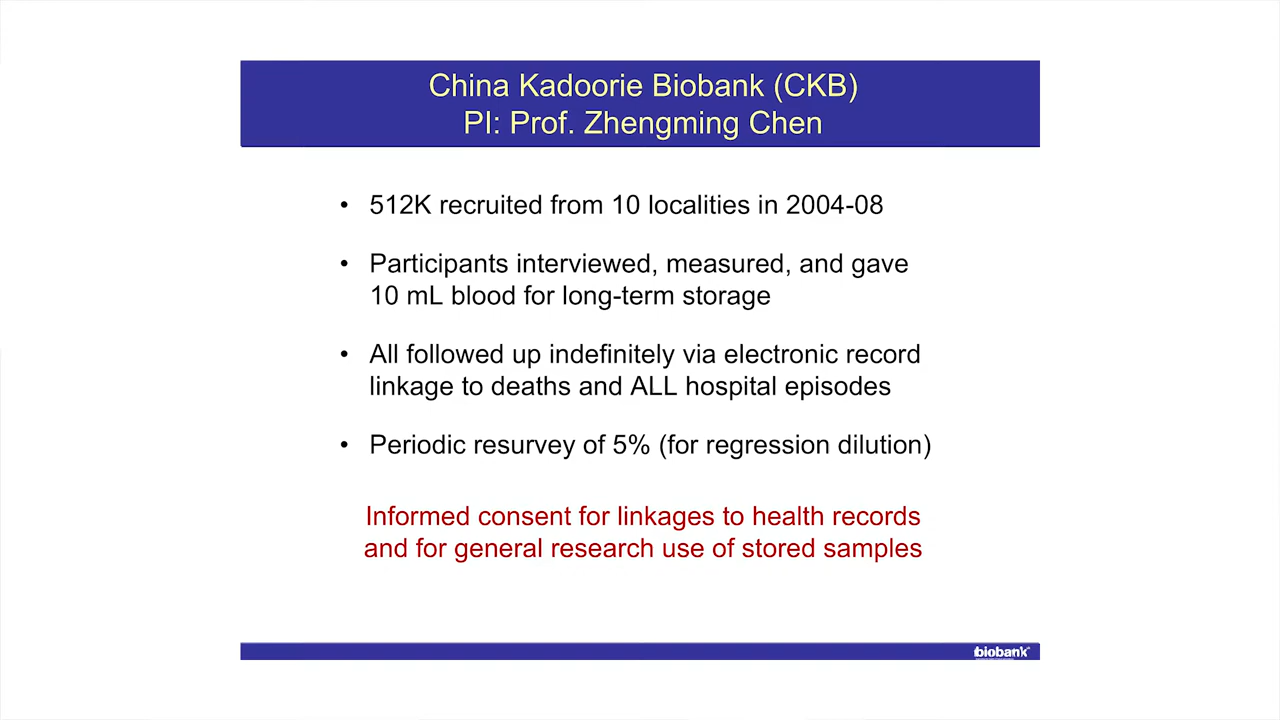 China Kadoorie Biobank (CKB)
PI: Prof. Zhengming Chen
• 512K recruited from 10 localities in 2004-08
• Participants interviewed, measured, and gave
10 mL blood for long-term storage
• All followed up indefinitely via electronic record
linkage to deaths and ALL hospital episodes
• Periodic resurvey of 5% (for regression dilution)
Informed consent for linkages to health records
and for general research use of stored samples
biobank